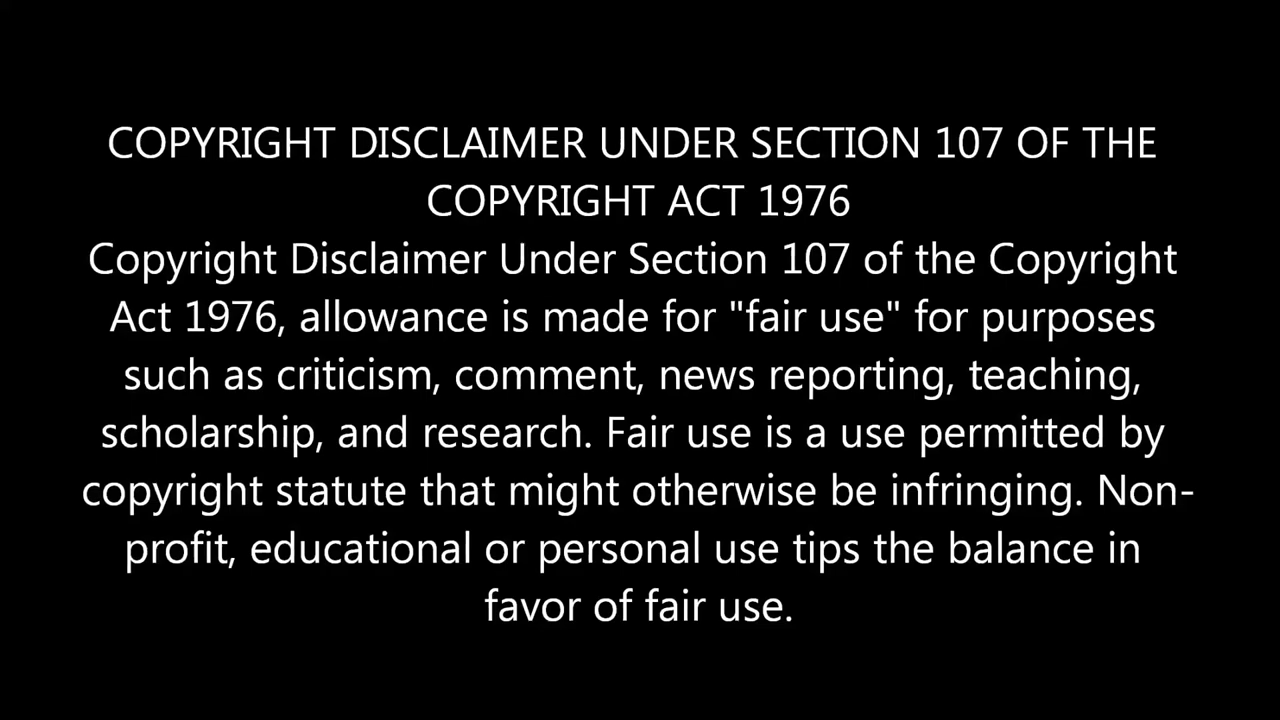 COPYRIGHT DISCLAIMER UNDER SECTION 107 OF THE
COPYRIGHT ACT 1976
Copyright Disclaimer Under Section 107 of the Copyright
Act 1976, allowance is made for "fair use" for purposes
such as criticism, comment, news reporting, teaching,
scholarship, and research. Fair use is a use permitted by
copyright statute that might otherwise be infringing. Non-
profit, educational or personal use tips the balance in
favor of fair use.